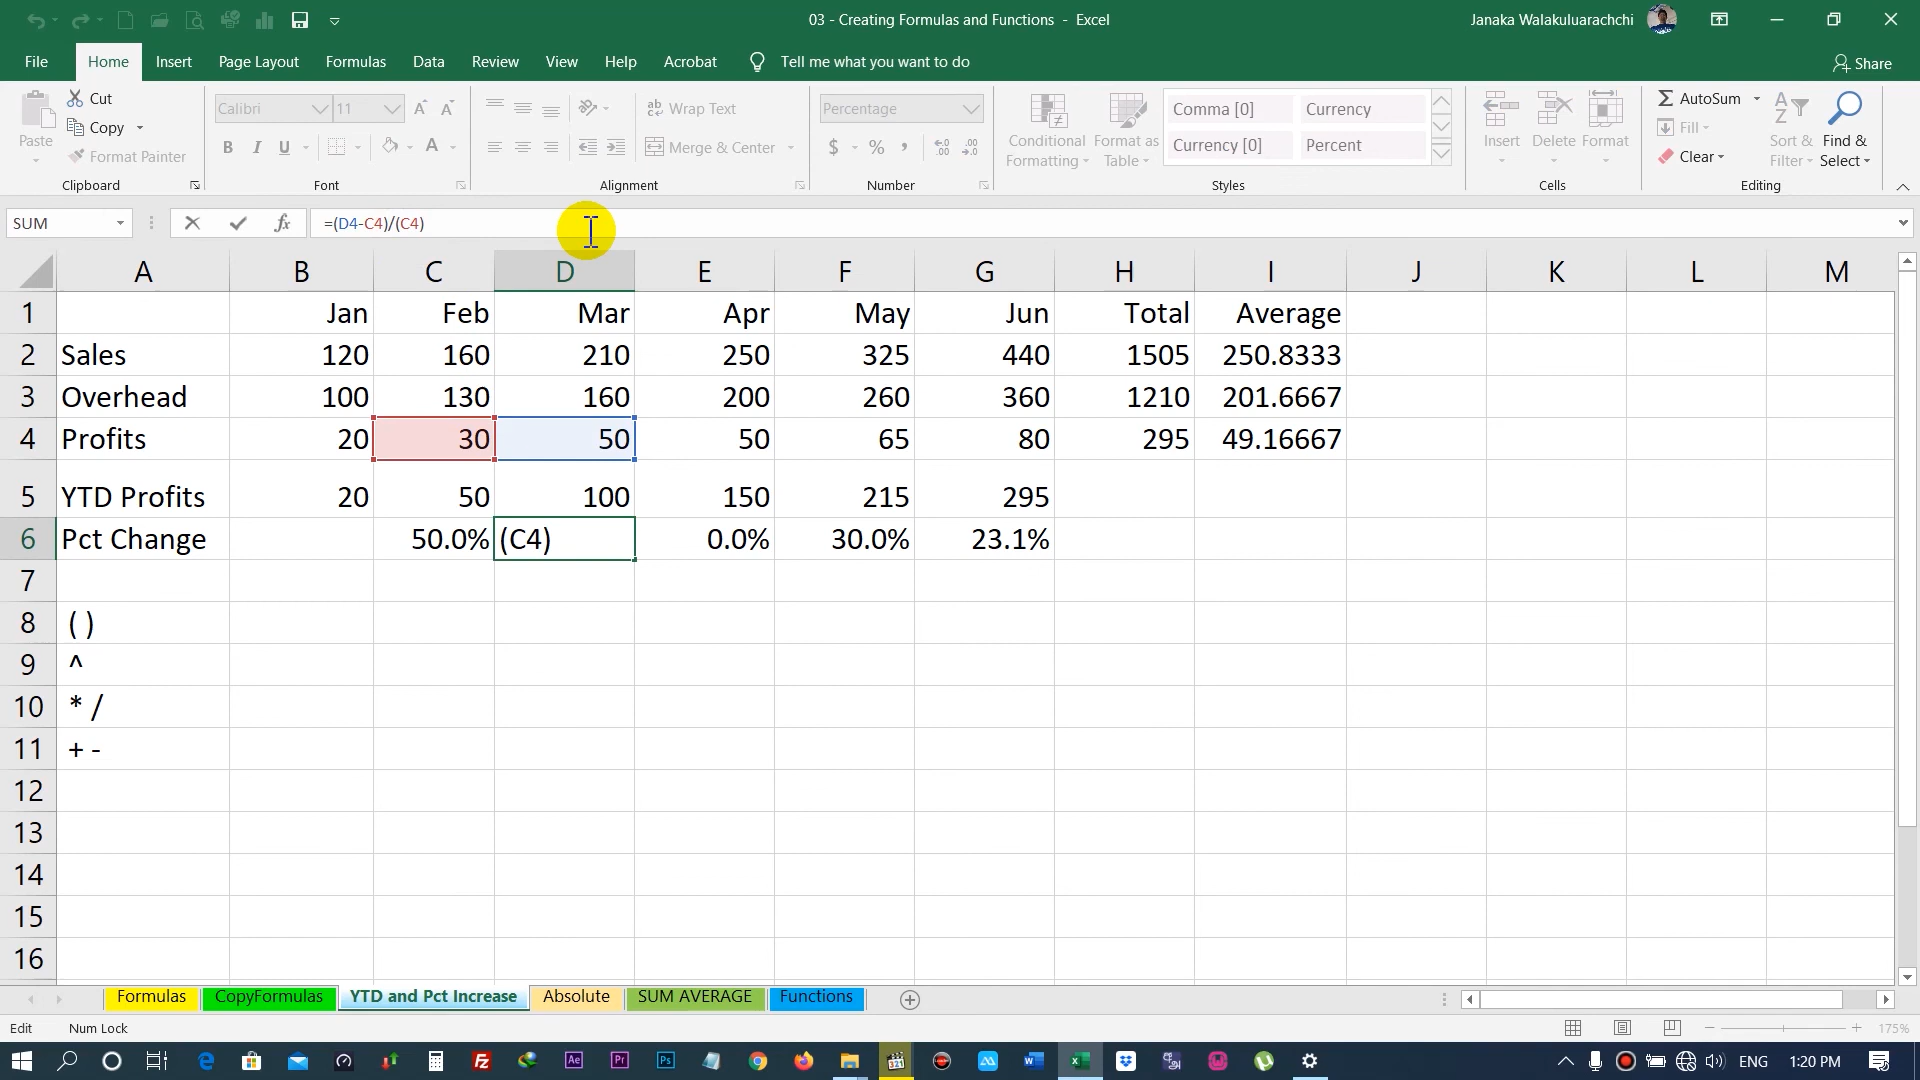 03 - Creating Formulas and Functions - Excel
Janaka Walakuluarachchi
File Home Insert Page Layout Formulas Data Review View Help Acrobat Tell me what you want to do Share
Paste
Cut
Copy
Format Painter
Clipboard
Calibri 11
B I U
Font
Wrap Text
Merge & Center
Alignment
Percentage
$ % ,
Number
Conditional Formatting
Format as Table
Comma [0] Currency
Currency [0] Percent
Styles
Insert Delete Format
Cells
AutoSum
Fill
Clear
Sort & Filter
Find & Select
Editing
SUM fx =(D4-C4)/(C4)
A B C D E F G H I J K L M
1 Jan Feb Mar Apr May Jun Total Average
2 Sales 120 160 210 250 325 440 1505 250.8333
3 Overhead 100 130 160 200 260 360 1210 201.6667
4 Profits 20 30 50 50 65 80 295 49.16667
5 YTD Profits 20 50 100 150 215 295
6 Pct Change 50.0% (C4) 0.0% 30.0% 23.1%
7
8 ( )
9 ^
10 * /
11 + -
12
13
14
15
16
Formulas CopyFormulas YTD and Pct Increase Absolute SUM AVERAGE Functions
Edit Num Lock 175%
ENG 1:20 PM